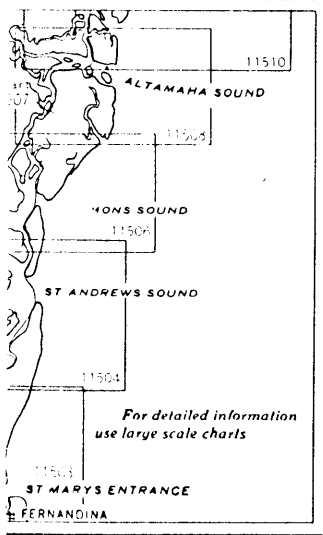 11510
ALTAMAHA SOUND
11508
MONS SOUND
11506
ST ANDREWS SOUND
11504
For detailed information
use large scale charts
11503
ST MARYS ENTRANCE
FERNANDINA